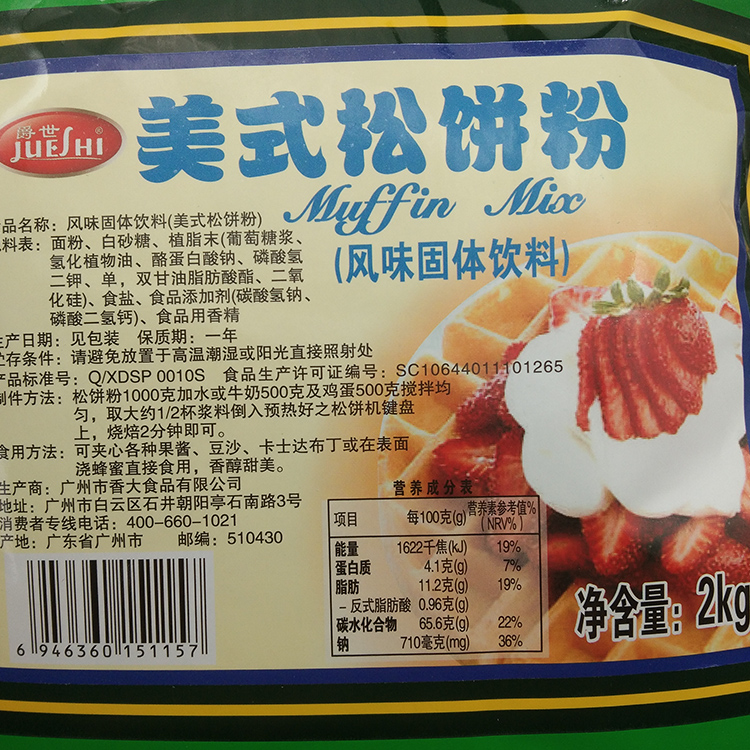 爵世
JUESHI®
美式松饼粉
Muffin Mix
(风味固体饮料)
品名称：风味固体饮料(美式松饼粉)
料表：面粉、白砂糖、植脂末(葡萄糖浆、
氢化植物油、酪蛋白酸钠、磷酸氢
二钾、单，双甘油脂肪酸酯、二氧
化硅)、食盐、食品添加剂(碳酸氢钠、
磷酸二氢钙)、食品用香精
生产日期：见包装 保质期：一年
贮存条件：请避免放置于高温潮湿或阳光直接照射处
产品标准号：Q/XDSP 0010S 食品生产许可证编号：SC10644011101265
制作方法：松饼粉1000克加水或牛奶500克及鸡蛋500克搅拌均
匀，取大约1/2杯浆料倒入预热好之松饼机键盘
上，烧焙2分钟即可。
食用方法：可夹心各种果酱、豆沙、卡士达布丁或在表面
浇蜂蜜直接食用，香醇甜美。
生产商：广州市香大食品有限公司
地址：广州市白云区石井朝阳亭石南路3号
消费者专线电话：400-660-1021
产地：广东省广州市 邮编：510430
6 946360 151157
营养成分表
项目 每100克(g) 营养素参考值%(NRV%)
能量 1622千焦(kJ) 19%
蛋白质 4.1克(g) 7%
脂肪 11.2克(g) 19%
－反式脂肪酸 0.96克(g)
碳水化合物 65.6克(g) 22%
钠 710毫克(mg) 36%
净含量：2kg